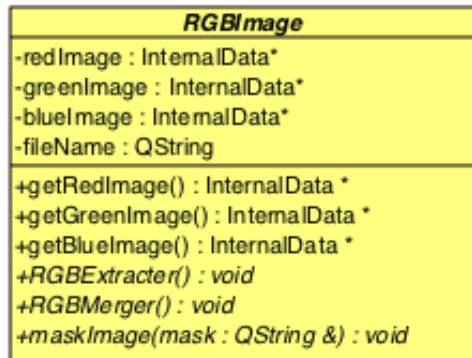 RGBImage
-redImage : InternalData*
-greenImage : InternalData*
-blueImage : InternalData*
-fileName : QString
+getRedImage() : InternalData *
+getGreenImage() : InternalData *
+getBlueImage() : InternalData *
+RGBExtracter() : void
+RGBMerger() : void
+maskImage(mask : QString &) : void